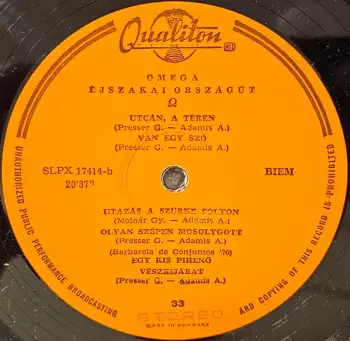 Qualiton
OMEGA
ÉJSZAKAI ORSZÁGÚT
Ω
UTCÁN, A TÉREN
(Presser G. — Adamis A.)
VAN EGY SZÓ
(Presser G. — Adamis A.)
SLPX 17414-b
20'37"
BIEM
UTAZÁS A SZÜRKE FOLYÓN
(Molnár Gy. — Adamis A.)
OLYAN SZÉPEN MOSOLYGOTT
(Presser G. — Adamis A.)
(Barbarela de Conjuntos '70)
EGY KIS PIHENŐ
VÉSZKIJÁRAT
(Presser G. — Adamis A.)
33
STEREO
MADE IN HUNGARY
UNAUTHORIZED PUBLIC PERFORMANCE BROADCASTING
AND COPYING OF THIS RECORD IS PROHIBITED